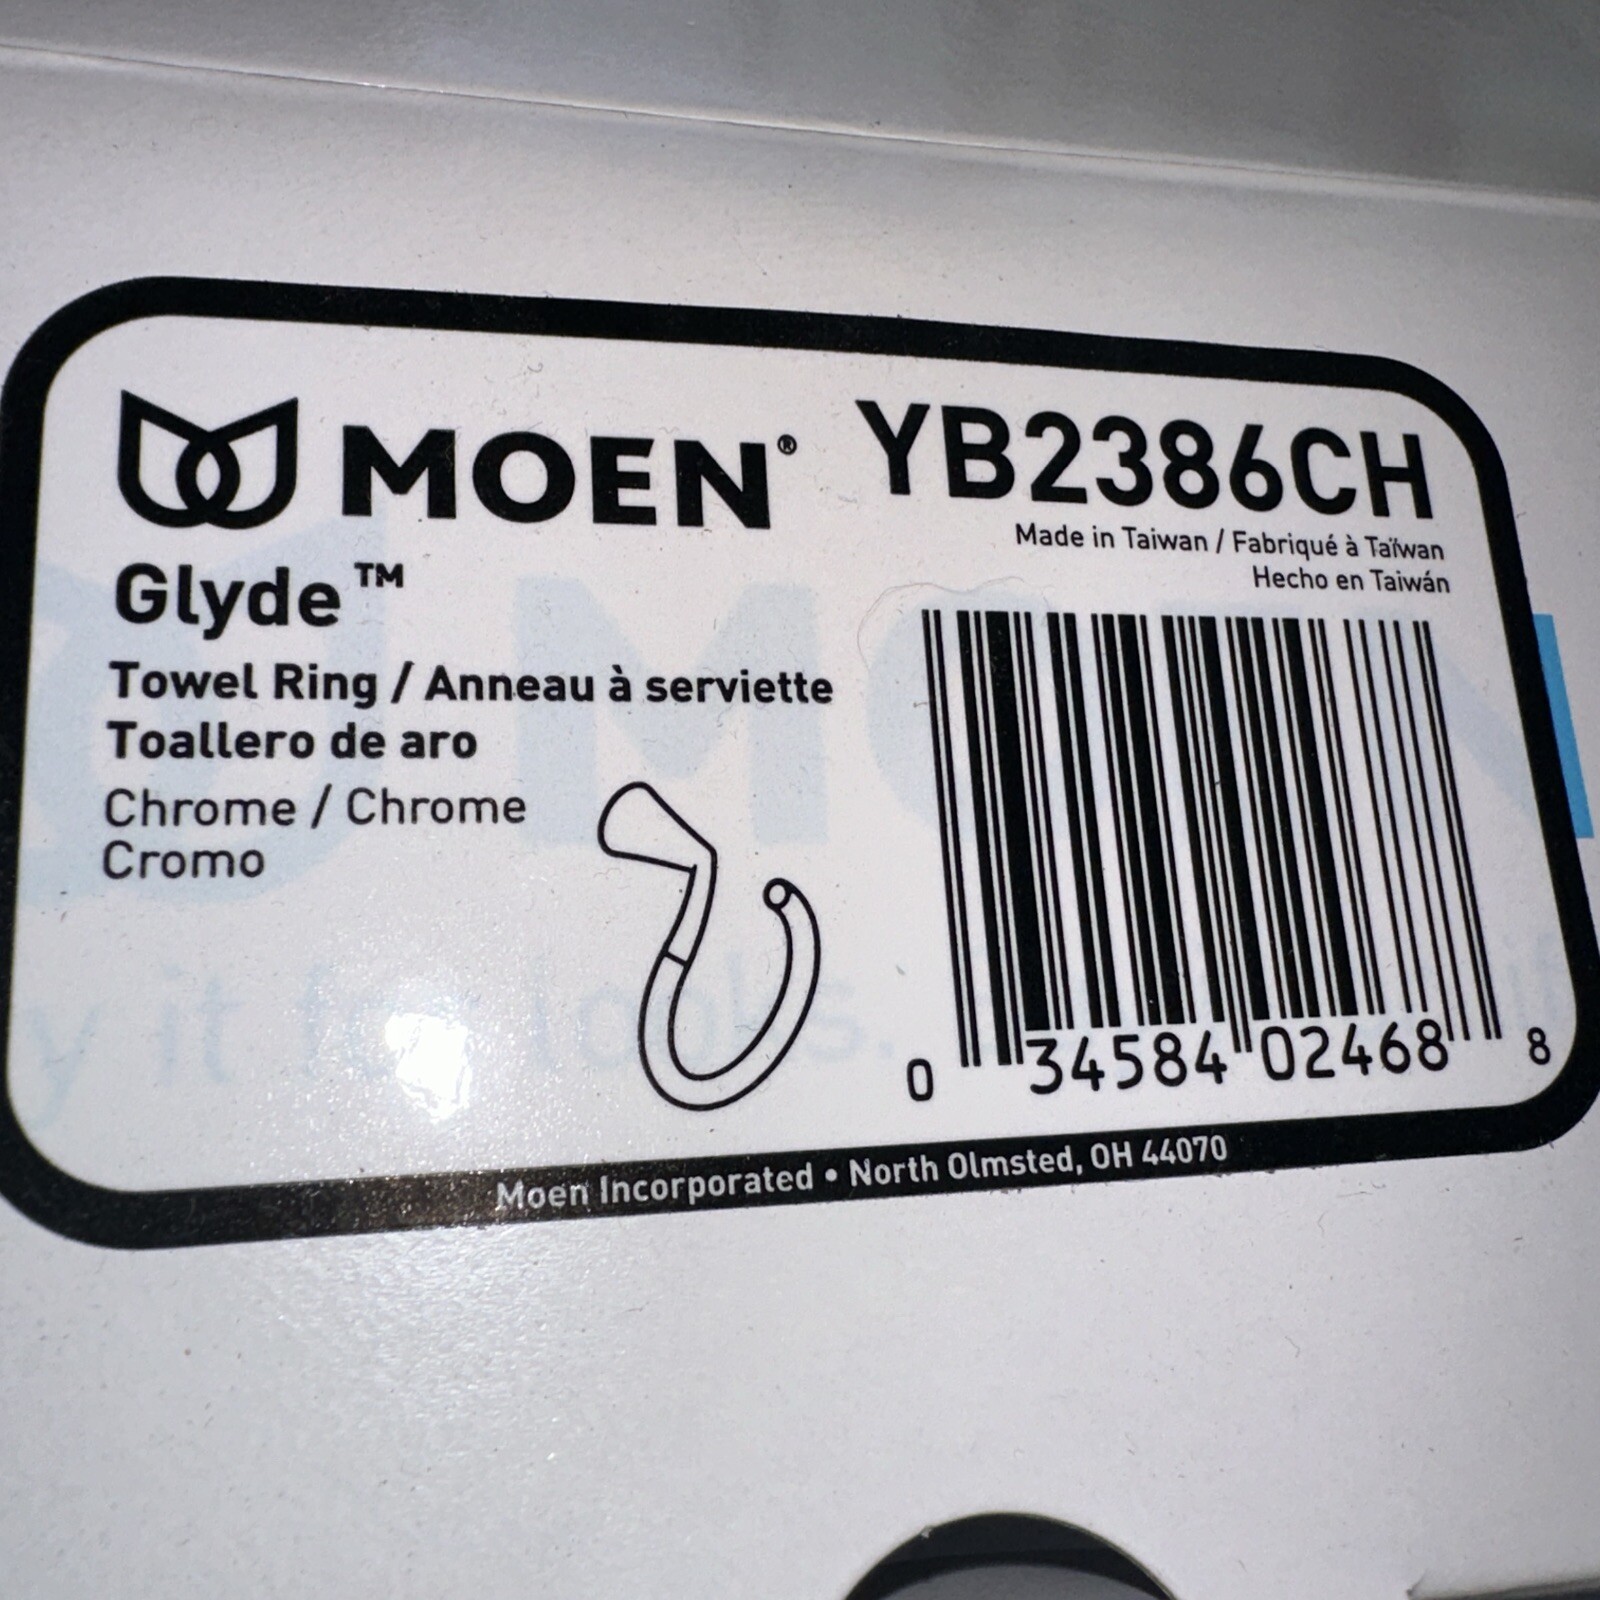 MOEN®
YB2386CH
Made in Taiwan / Fabriqué à Taïwan
Hecho en Taiwán
Glyde™
Towel Ring / Anneau à serviette
Toallero de aro
Chrome / Chrome
Cromo
0 34584 02468 8
Moen Incorporated • North Olmsted, OH 44070